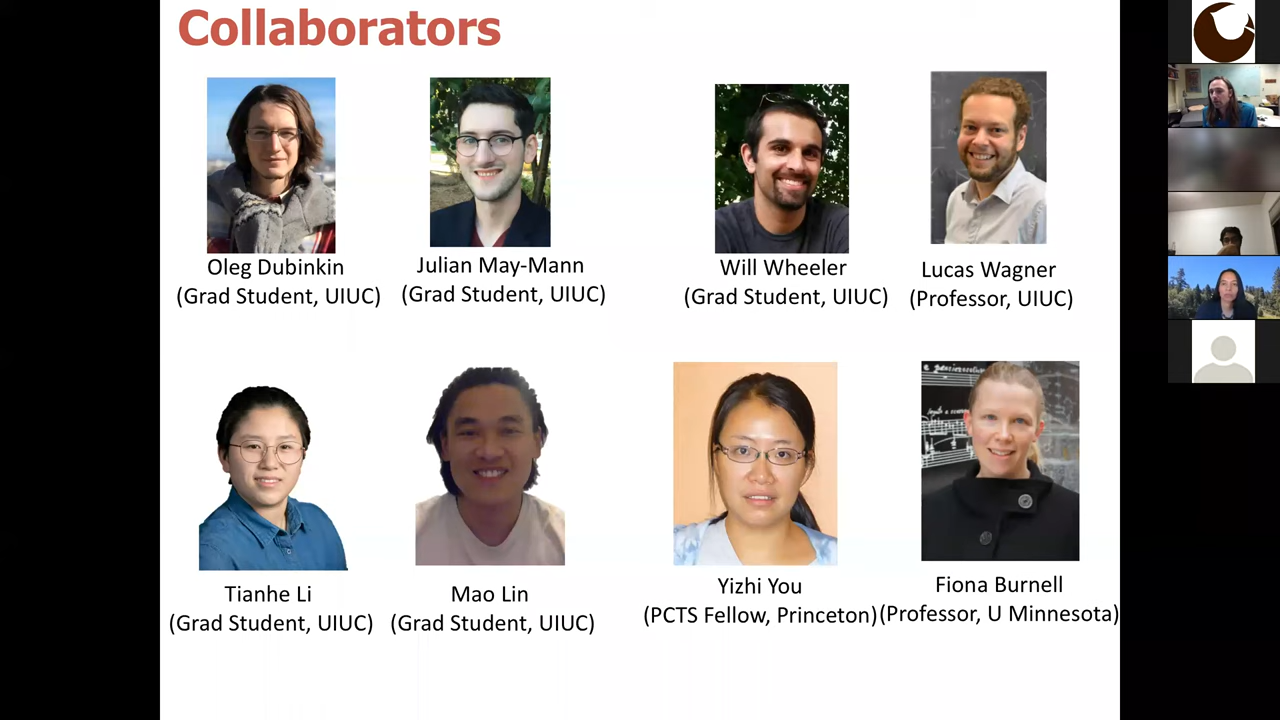 Collaborators
Oleg Dubinkin
(Grad Student, UIUC)
Julian May-Mann
(Grad Student, UIUC)
Will Wheeler
(Grad Student, UIUC)
Lucas Wagner
(Professor, UIUC)
Tianhe Li
(Grad Student, UIUC)
Mao Lin
(Grad Student, UIUC)
Yizhi You
(PCTS Fellow, Princeton)
Fiona Burnell
(Professor, U Minnesota)